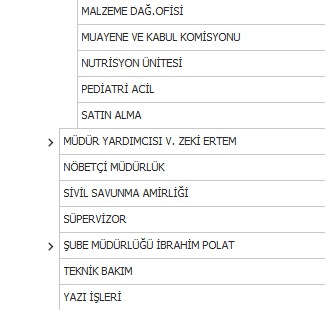 MALZEME DAĞ.OFİSİ
MUAYENE VE KABUL KOMİSYONU
NUTRİSYON ÜNİTESİ
PEDİATRİ ACİL
SATIN ALMA
MÜDÜR YARDIMCISI V. ZEKİ ERTEM
NÖBETÇİ MÜDÜRLÜK
SİVİL SAVUNMA AMİRLİĞİ
SÜPERVİZOR
ŞUBE MÜDÜRLÜĞÜ İBRAHİM POLAT
TEKNİK BAKIM
YAZI İŞLERİ